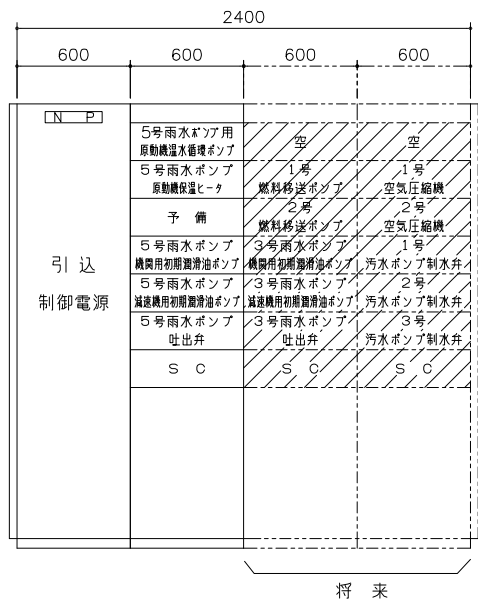 2400
600 600 600 600
N P
引込
制御電源
5号雨水ポンプ用
原動機温水循環ポンプ
5号雨水ポンプ
原動機保温ヒータ
予備
5号雨水ポンプ
機関用初期潤滑油ポンプ
5号雨水ポンプ
減速機用初期潤滑油ポンプ
5号雨水ポンプ
吐出弁
S C
空
1号
燃料移送ポンプ
2号
燃料移送ポンプ
3号雨水ポンプ
機関用初期潤滑油ポンプ
3号雨水ポンプ
減速機用初期潤滑油ポンプ
3号雨水ポンプ
吐出弁
S C
空
1号
空気圧縮機
2号
空気圧縮機
1号
汚水ポンプ制水弁
2号
汚水ポンプ制水弁
3号
汚水ポンプ制水弁
S C
将来